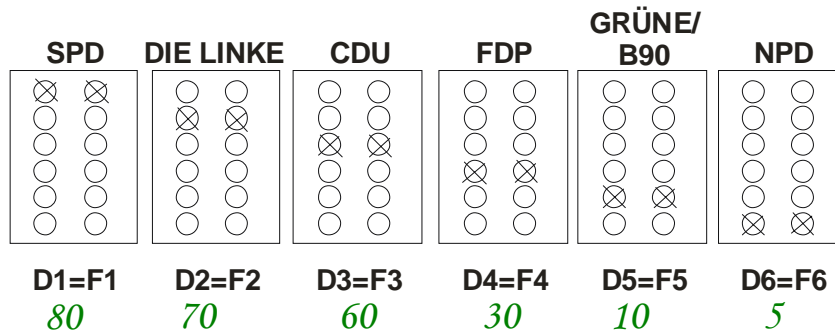 SPD DIE LINKE CDU FDP GRÜNE/ B90 NPD
D1=F1 D2=F2 D3=F3 D4=F4 D5=F5 D6=F6
80 70 60 30 10 5